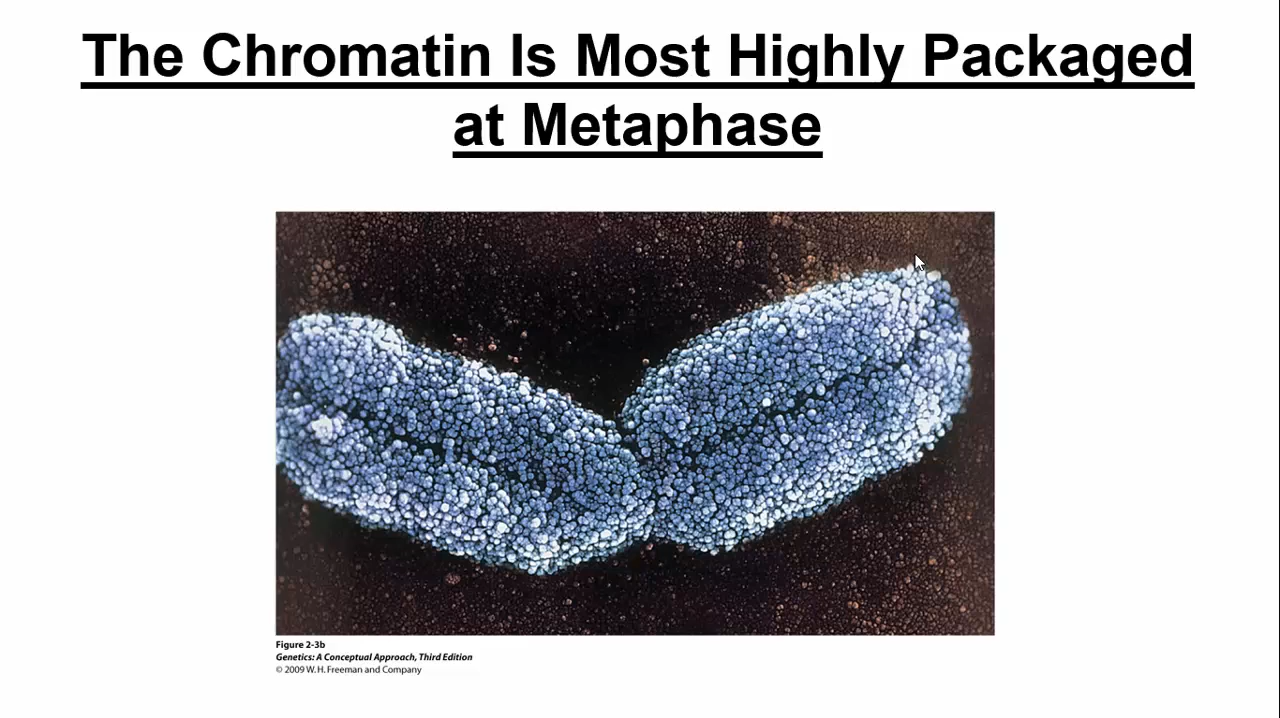 The Chromatin Is Most Highly Packaged
at Metaphase
Figure 2-3b
Genetics: A Conceptual Approach, Third Edition
© 2009 W. H. Freeman and Company